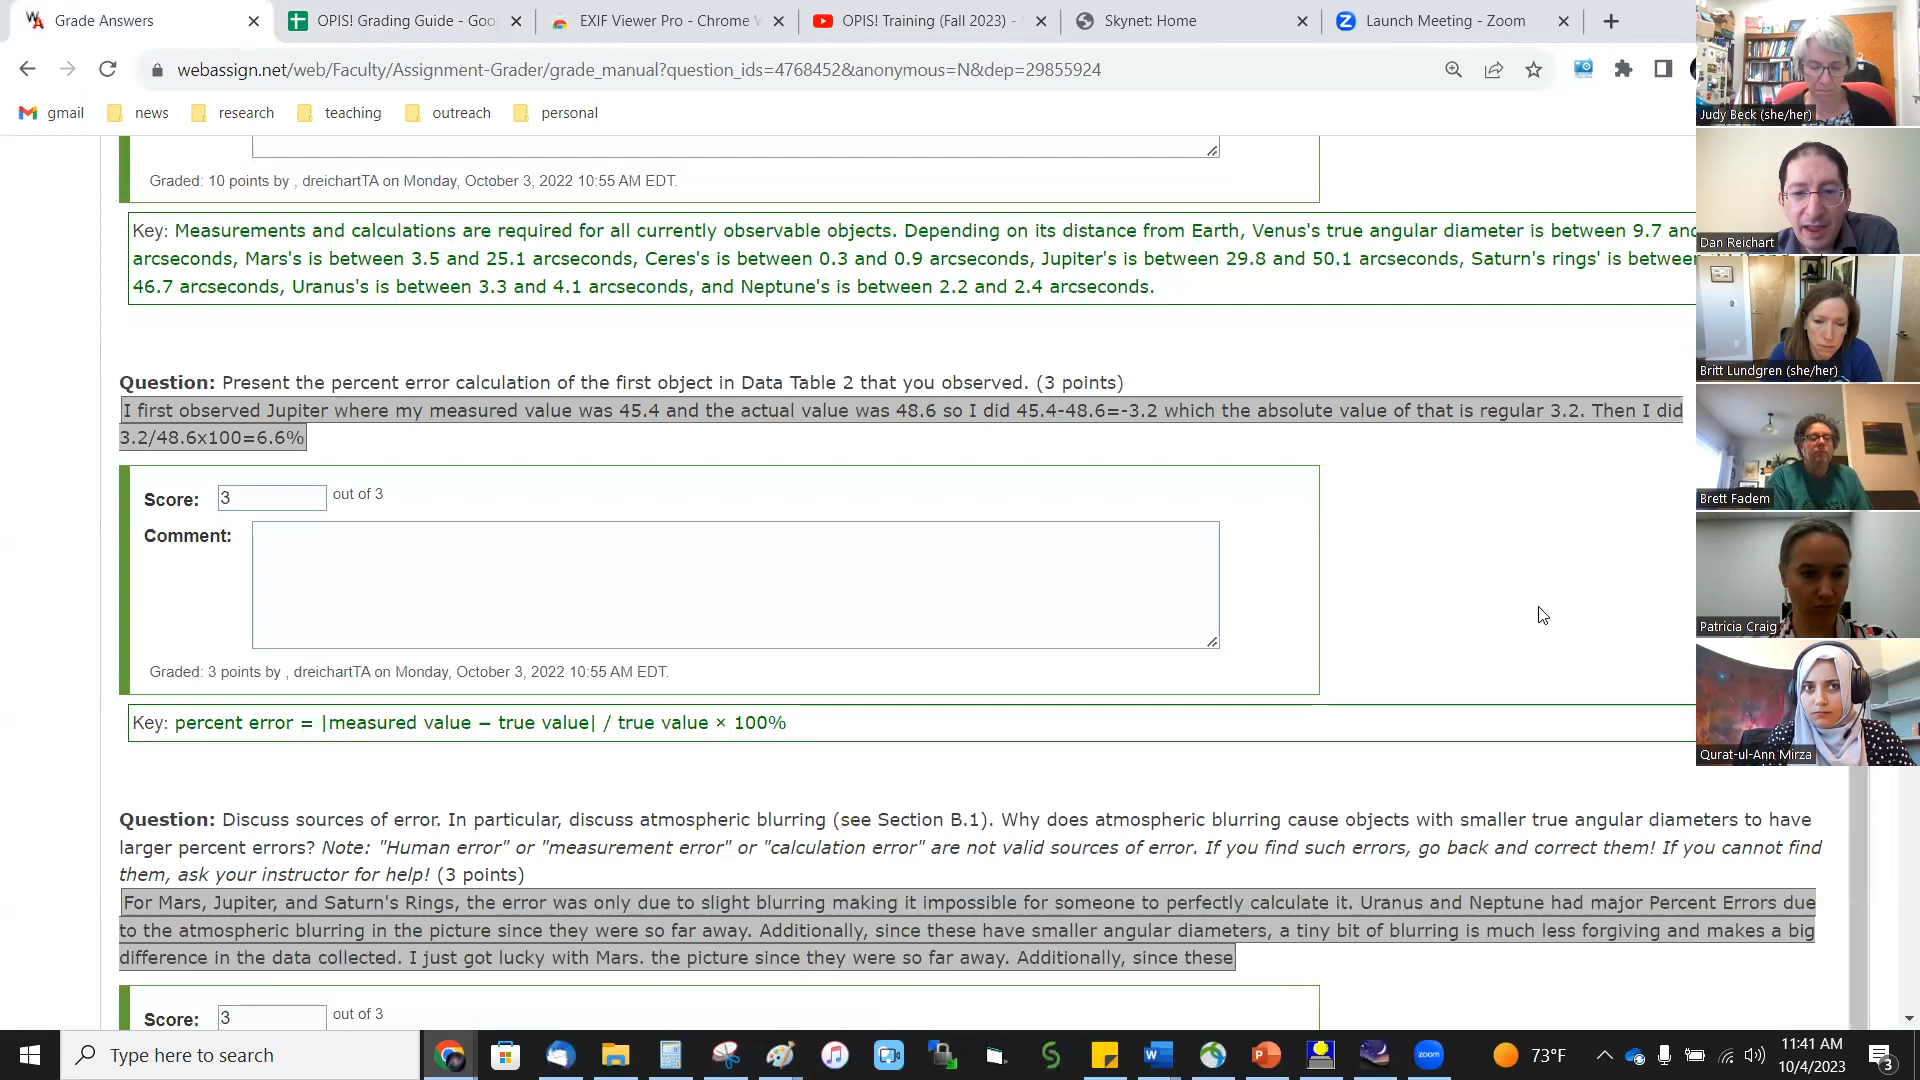 Grade Answers
OPIS! Grading Guide - Goo
EXIF Viewer Pro - Chrome W
OPIS! Training (Fall 2023) -
Skynet: Home
Launch Meeting - Zoom
webassign.net/web/Faculty/Assignment-Grader/grade_manual?question_ids=4768452&anonymous=N&dep=29855924
gmail news research teaching outreach personal
Graded: 10 points by , dreichartTA on Monday, October 3, 2022 10:55 AM EDT.
Key: Measurements and calculations are required for all currently observable objects. Depending on its distance from Earth, Venus's true angular diameter is between 9.7 and
arcseconds, Mars's is between 3.5 and 25.1 arcseconds, Ceres's is between 0.3 and 0.9 arcseconds, Jupiter's is between 29.8 and 50.1 arcseconds, Saturn's rings' is between
46.7 arcseconds, Uranus's is between 3.3 and 4.1 arcseconds, and Neptune's is between 2.2 and 2.4 arcseconds.
Question: Present the percent error calculation of the first object in Data Table 2 that you observed. (3 points)
I first observed Jupiter where my measured value was 45.4 and the actual value was 48.6 so I did 45.4-48.6=-3.2 which the absolute value of that is regular 3.2. Then I did
3.2/48.6x100=6.6%
Score: 3 out of 3
Comment:
Graded: 3 points by , dreichartTA on Monday, October 3, 2022 10:55 AM EDT.
Key: percent error = |measured value − true value| / true value × 100%
Question: Discuss sources of error. In particular, discuss atmospheric blurring (see Section B.1). Why does atmospheric blurring cause objects with smaller true angular diameters to have
larger percent errors? Note: "Human error" or "measurement error" or "calculation error" are not valid sources of error. If you find such errors, go back and correct them! If you cannot find
them, ask your instructor for help! (3 points)
For Mars, Jupiter, and Saturn's Rings, the error was only due to slight blurring making it impossible for someone to perfectly calculate it. Uranus and Neptune had major Percent Errors due
to the atmospheric blurring in the picture since they were so far away. Additionally, since these have smaller angular diameters, a tiny bit of blurring is much less forgiving and makes a big
difference in the data collected. I just got lucky with Mars. the picture since they were so far away. Additionally, since these
Score: 3 out of 3
Judy Beck (she/her)
Dan Reichart
Britt Lundgren (she/her)
Brett Fadem
Patricia Craig
Qurat-ul-Ann Mirza
Type here to search
zoom
73°F
11:41 AM
10/4/2023
3